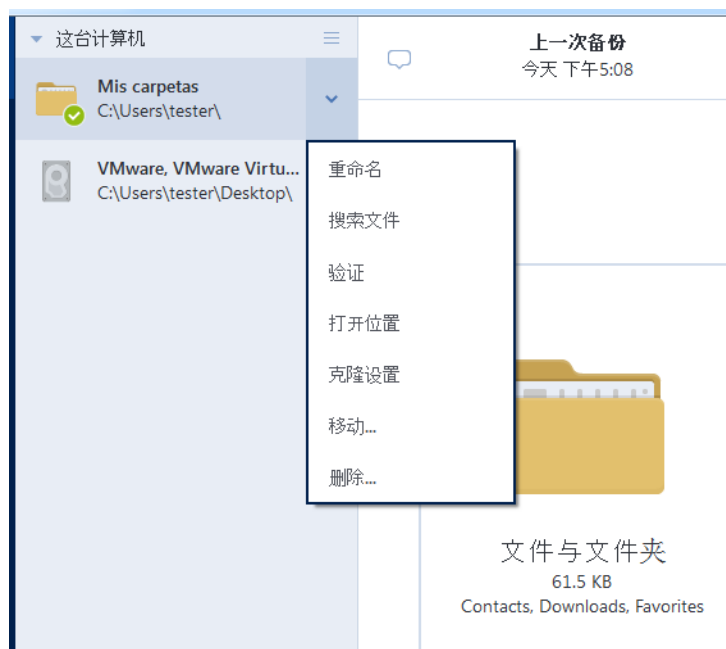 这台计算机
Mis carpetas
C:\Users\tester\
VMware, VMware Virtu...
C:\Users\tester\Desktop\
重命名
搜索文件
验证
打开位置
克隆设置
移动...
删除...
上一次备份
今天 下午5:08
文件与文件夹
61.5 KB
Contacts, Downloads, Favorites